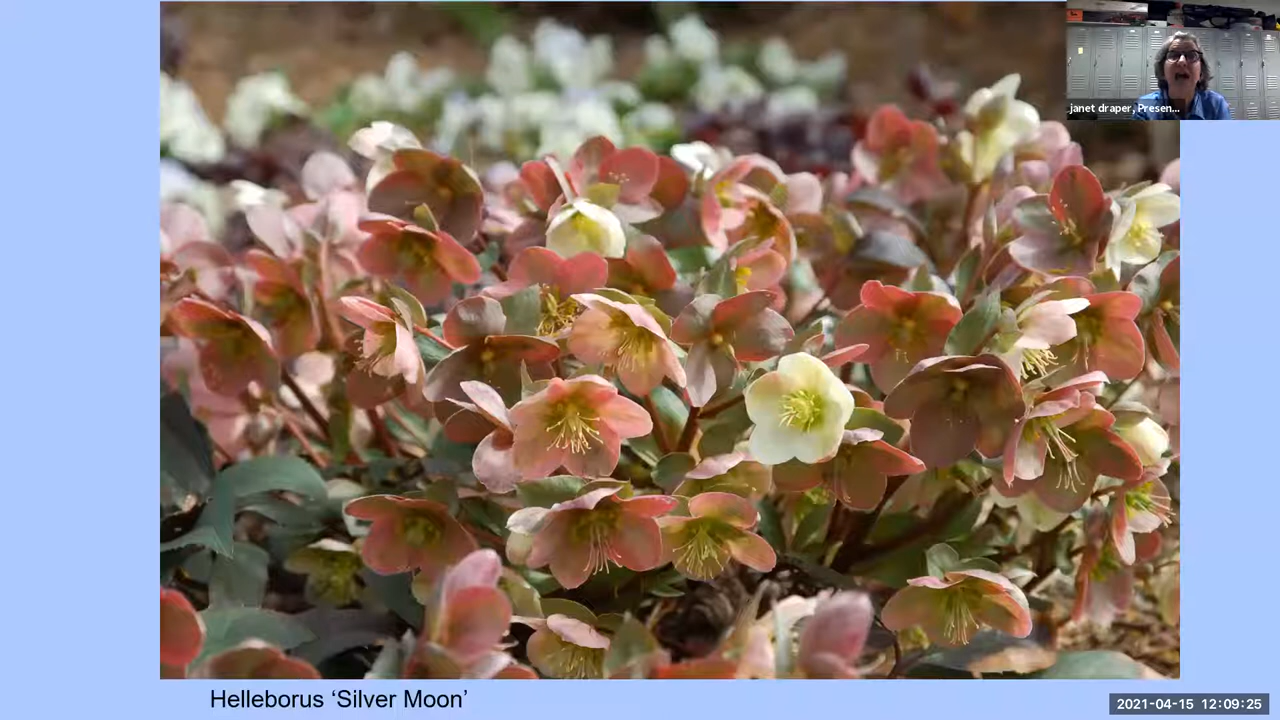 janet draper, Presen...
Helleborus ‘Silver Moon’
2021-04-15 12:09:25